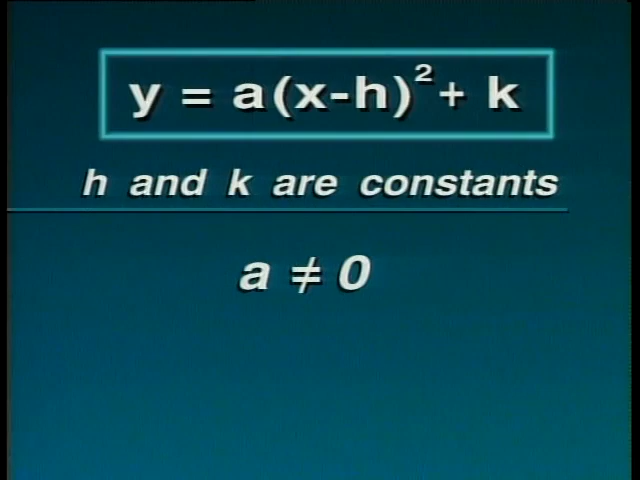 y = a(x-h)²+ k
h and k are constants
a ≠ 0